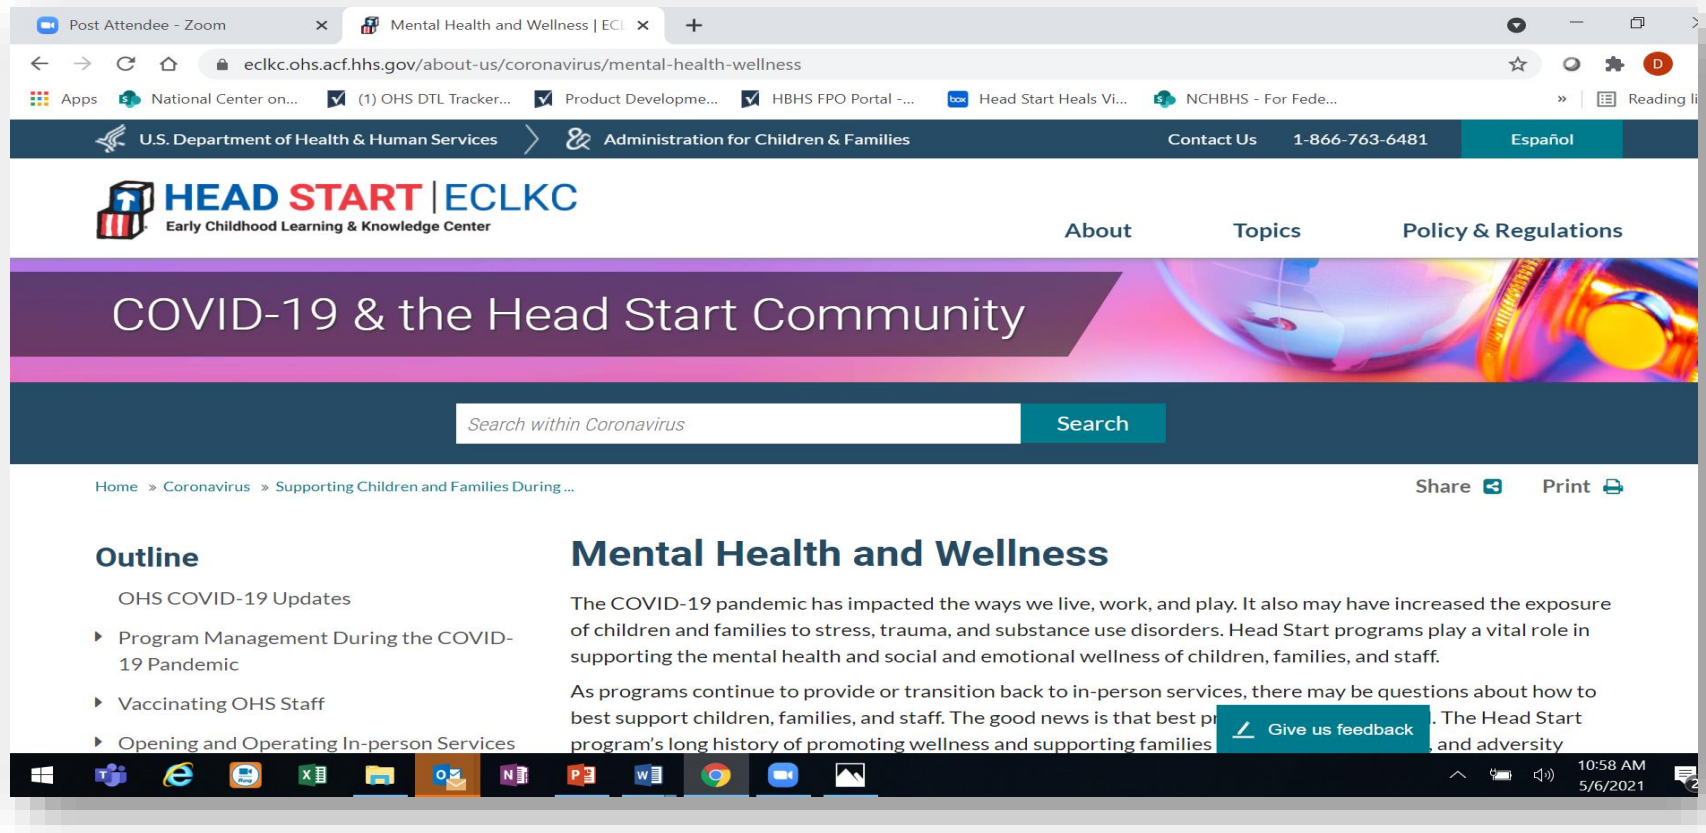 Post Attendee - Zoom
Mental Health and Wellness | ECL
eclkc.ohs.acf.hhs.gov/about-us/coronavirus/mental-health-wellness
D
Apps National Center on... (1) OHS DTL Tracker... Product Developme... HBHS FPO Portal -... box Head Start Heals Vi... NCHBHS - For Fede... » Reading li
U.S. Department of Health & Human Services Administration for Children & Families Contact Us 1-866-763-6481 Español
HEAD START | ECLKC
Early Childhood Learning & Knowledge Center
About Topics Policy & Regulations
COVID-19 & the Head Start Community
Search within Coronavirus Search
Home » Coronavirus » Supporting Children and Families During ...
Share Print
Outline
OHS COVID-19 Updates
Program Management During the COVID-
19 Pandemic
Vaccinating OHS Staff
Opening and Operating In-person Services
Mental Health and Wellness
The COVID-19 pandemic has impacted the ways we live, work, and play. It also may have increased the exposure
of children and families to stress, trauma, and substance use disorders. Head Start programs play a vital role in
supporting the mental health and social and emotional wellness of children, families, and staff.
As programs continue to provide or transition back to in-person services, there may be questions about how to
best support children, families, and staff. The good news is that best pr . The Head Start
program's long history of promoting wellness and supporting families , and adversity
Give us feedback
10:58 AM
5/6/2021